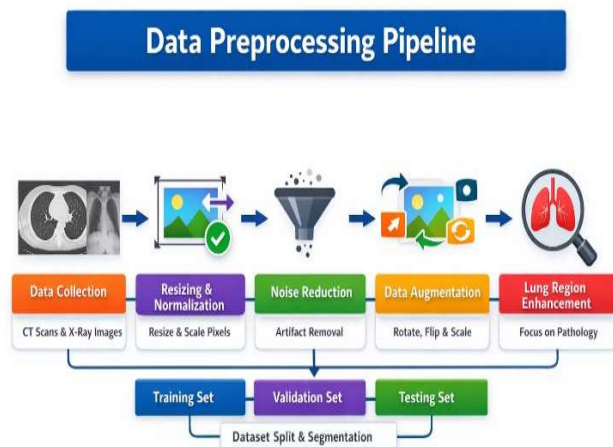 Data Preprocessing Pipeline
Data Collection
CT Scans & X-Ray Images
Resizing &
Normalization
Resize & Scale Pixels
Noise Reduction
Artifact Removal
Data Augmentation
Rotate, Flip & Scale
Lung Region
Enhancement
Focus on Pathology
Training Set
Validation Set
Testing Set
Dataset Split & Segmentation